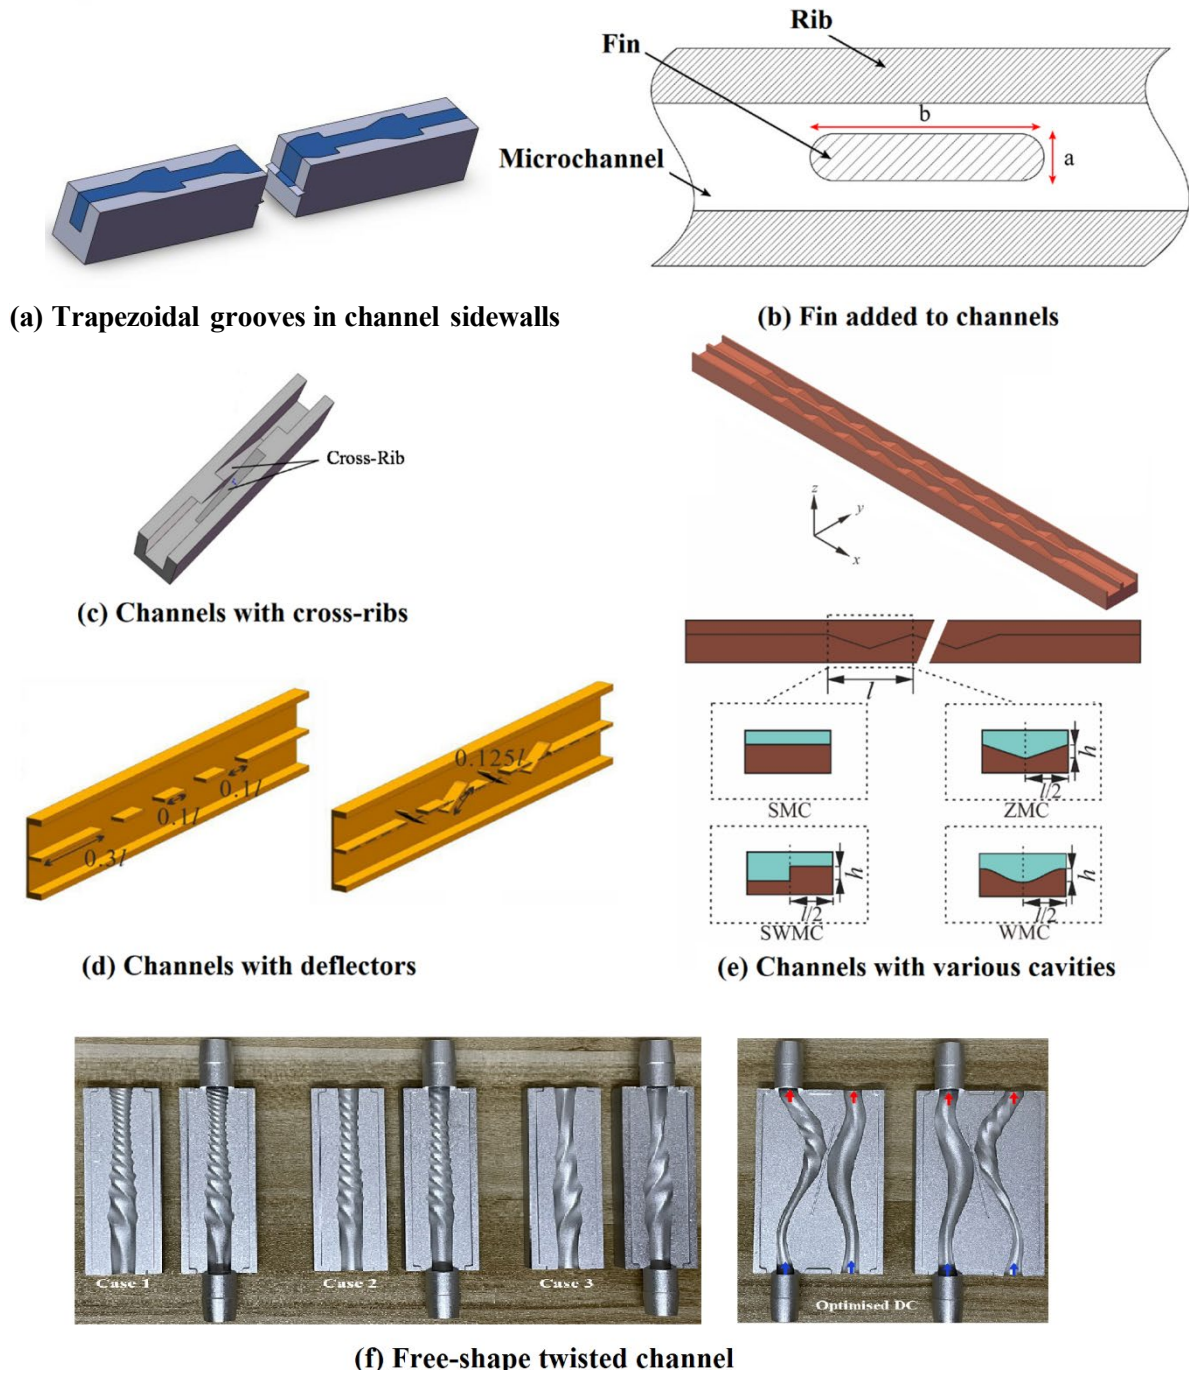 Rib
Fin
b
Microchannel
a
(a) Trapezoidal grooves in channel sidewalls
(b) Fin added to channels
Cross-Rib
(c) Channels with cross-ribs
z
y
x
l
0.125l
0.1l
0.1l
0.3l
h
l/2
SMC
ZMC
h
h
l/2
l/2
SWMC
WMC
(d) Channels with deflectors
(e) Channels with various cavities
Case 1
Case 2
Case 3
Optimised DC
(f) Free-shape twisted channel